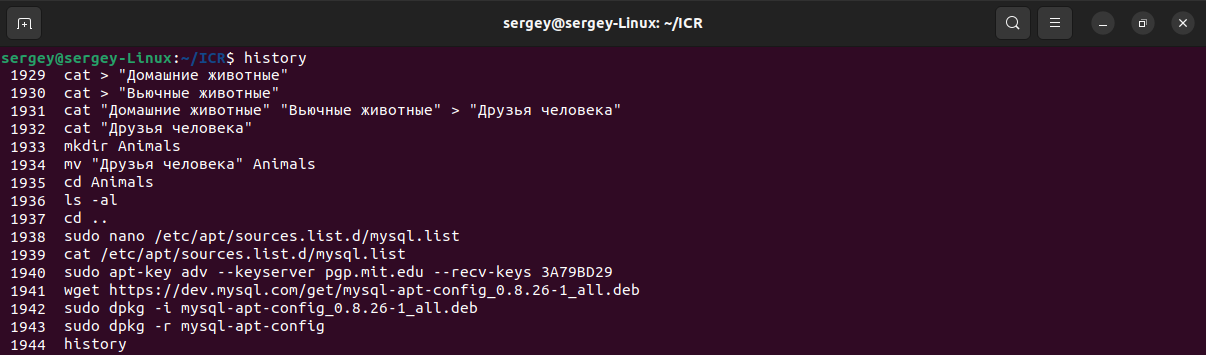 sergey@sergey-Linux: ~/ICR
sergey@sergey-Linux:~/ICR$ history
1929  cat > "Домашние животные"
1930  cat > "Вьючные животные"
1931  cat "Домашние животные" "Вьючные животные" > "Друзья человека"
1932  cat "Друзья человека"
1933  mkdir Animals
1934  mv "Друзья человека" Animals
1935  cd Animals
1936  ls -al
1937  cd ..
1938  sudo nano /etc/apt/sources.list.d/mysql.list
1939  cat /etc/apt/sources.list.d/mysql.list
1940  sudo apt-key adv --keyserver pgp.mit.edu --recv-keys 3A79BD29
1941  wget https://dev.mysql.com/get/mysql-apt-config_0.8.26-1_all.deb
1942  sudo dpkg -i mysql-apt-config_0.8.26-1_all.deb
1943  sudo dpkg -r mysql-apt-config
1944  history